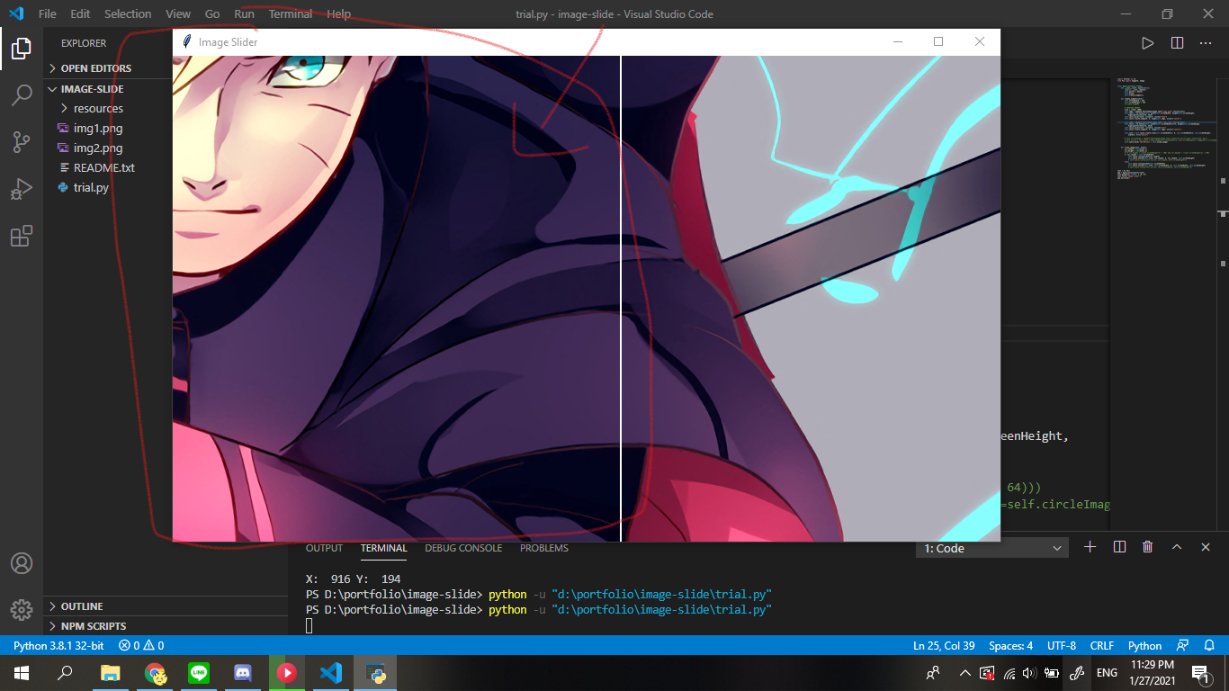 File Edit Selection View Go Run Terminal Help
trial.py - image-slide - Visual Studio Code
EXPLORER
OPEN EDITORS
IMAGE-SLIDE
resources
img1.png
img2.png
README.txt
trial.py
OUTLINE
NPM SCRIPTS
Image Slider
eenHeight,
64)))
=self.circleImag
OUTPUT TERMINAL DEBUG CONSOLE PROBLEMS
1: Code
X:  916 Y:  194
PS D:\portfolio\image-slide> python -u "d:\portfolio\image-slide\trial.py"
PS D:\portfolio\image-slide> python -u "d:\portfolio\image-slide\trial.py"
Python 3.8.1 32-bit 0 0 Ln 25, Col 39 Spaces: 4 UTF-8 CRLF Python
LINE
ENG
11:29 PM
1/27/2021
1